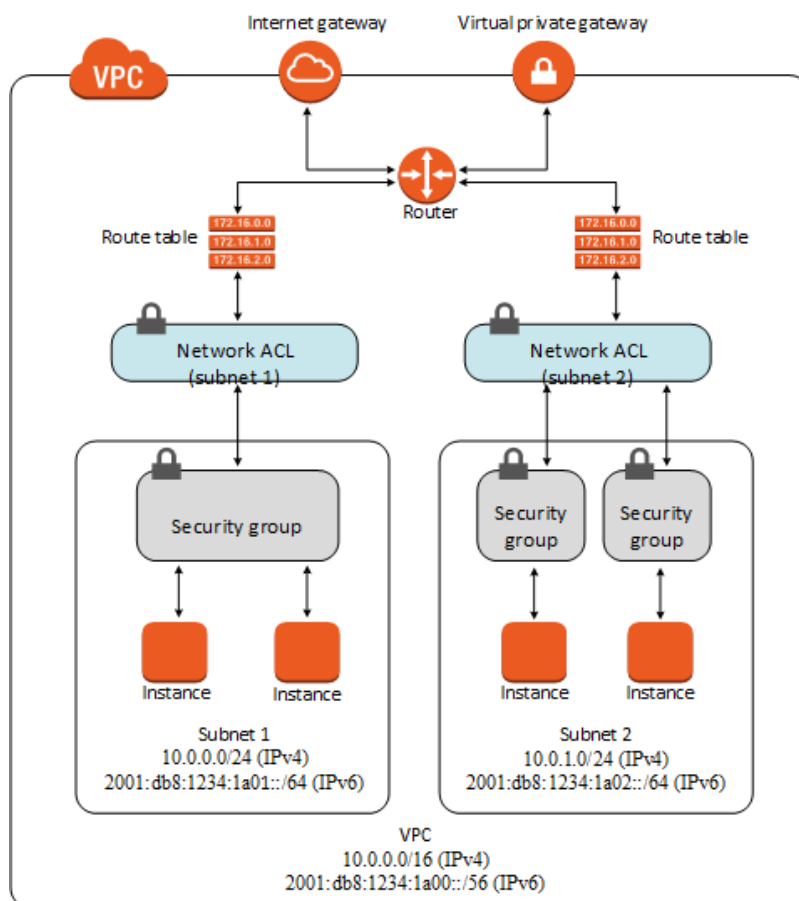 Internet gateway
Virtual private gateway
VPC
Router
Route table
172.16.0.0
172.16.1.0
172.16.2.0
172.16.0.0
172.16.1.0
172.16.2.0
Route table
Network ACL
(subnet 1)
Network ACL
(subnet 2)
Security group
Security
group
Security
group
Instance
Instance
Instance
Instance
Subnet 1
10.0.0.0/24 (IPv4)
2001:db8:1234:1a01::/64 (IPv6)
Subnet 2
10.0.1.0/24 (IPv4)
2001:db8:1234:1a02::/64 (IPv6)
VPC
10.0.0.0/16 (IPv4)
2001:db8:1234:1a00::/56 (IPv6)